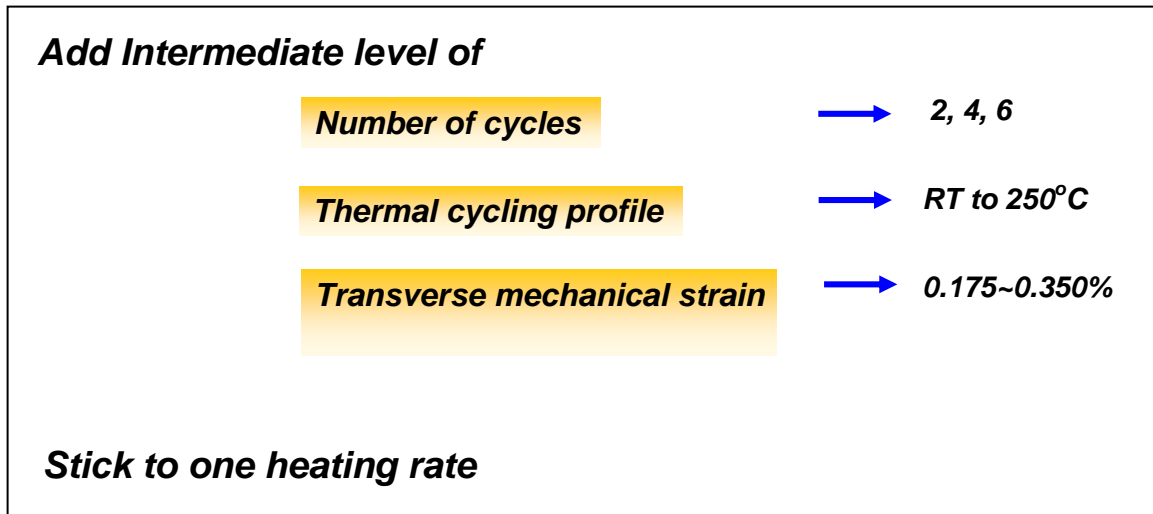 Add Intermediate level of
Number of cycles 2, 4, 6
Thermal cycling profile RT to 250°C
Transverse mechanical strain 0.175~0.350%
Stick to one heating rate